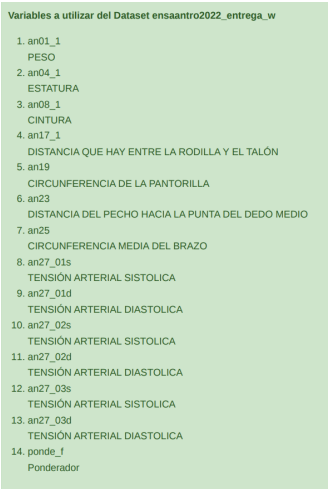 Variables a utilizar del Dataset ensaantro2022_entrega_w
1. an01_1
PESO
2. an04_1
ESTATURA
3. an08_1
CINTURA
4. an17_1
DISTANCIA QUE HAY ENTRE LA RODILLA Y EL TALÓN
5. an19
CIRCUNFERENCIA DE LA PANTORILLA
6. an23
DISTANCIA DEL PECHO HACIA LA PUNTA DEL DEDO MEDIO
7. an25
CIRCUNFERENCIA MEDIA DEL BRAZO
8. an27_01s
TENSIÓN ARTERIAL SISTOLICA
9. an27_01d
TENSIÓN ARTERIAL DIASTOLICA
10. an27_02s
TENSIÓN ARTERIAL SISTOLICA
11. an27_02d
TENSIÓN ARTERIAL DIASTOLICA
12. an27_03s
TENSIÓN ARTERIAL SISTOLICA
13. an27_03d
TENSIÓN ARTERIAL DIASTOLICA
14. ponde_f
Ponderador